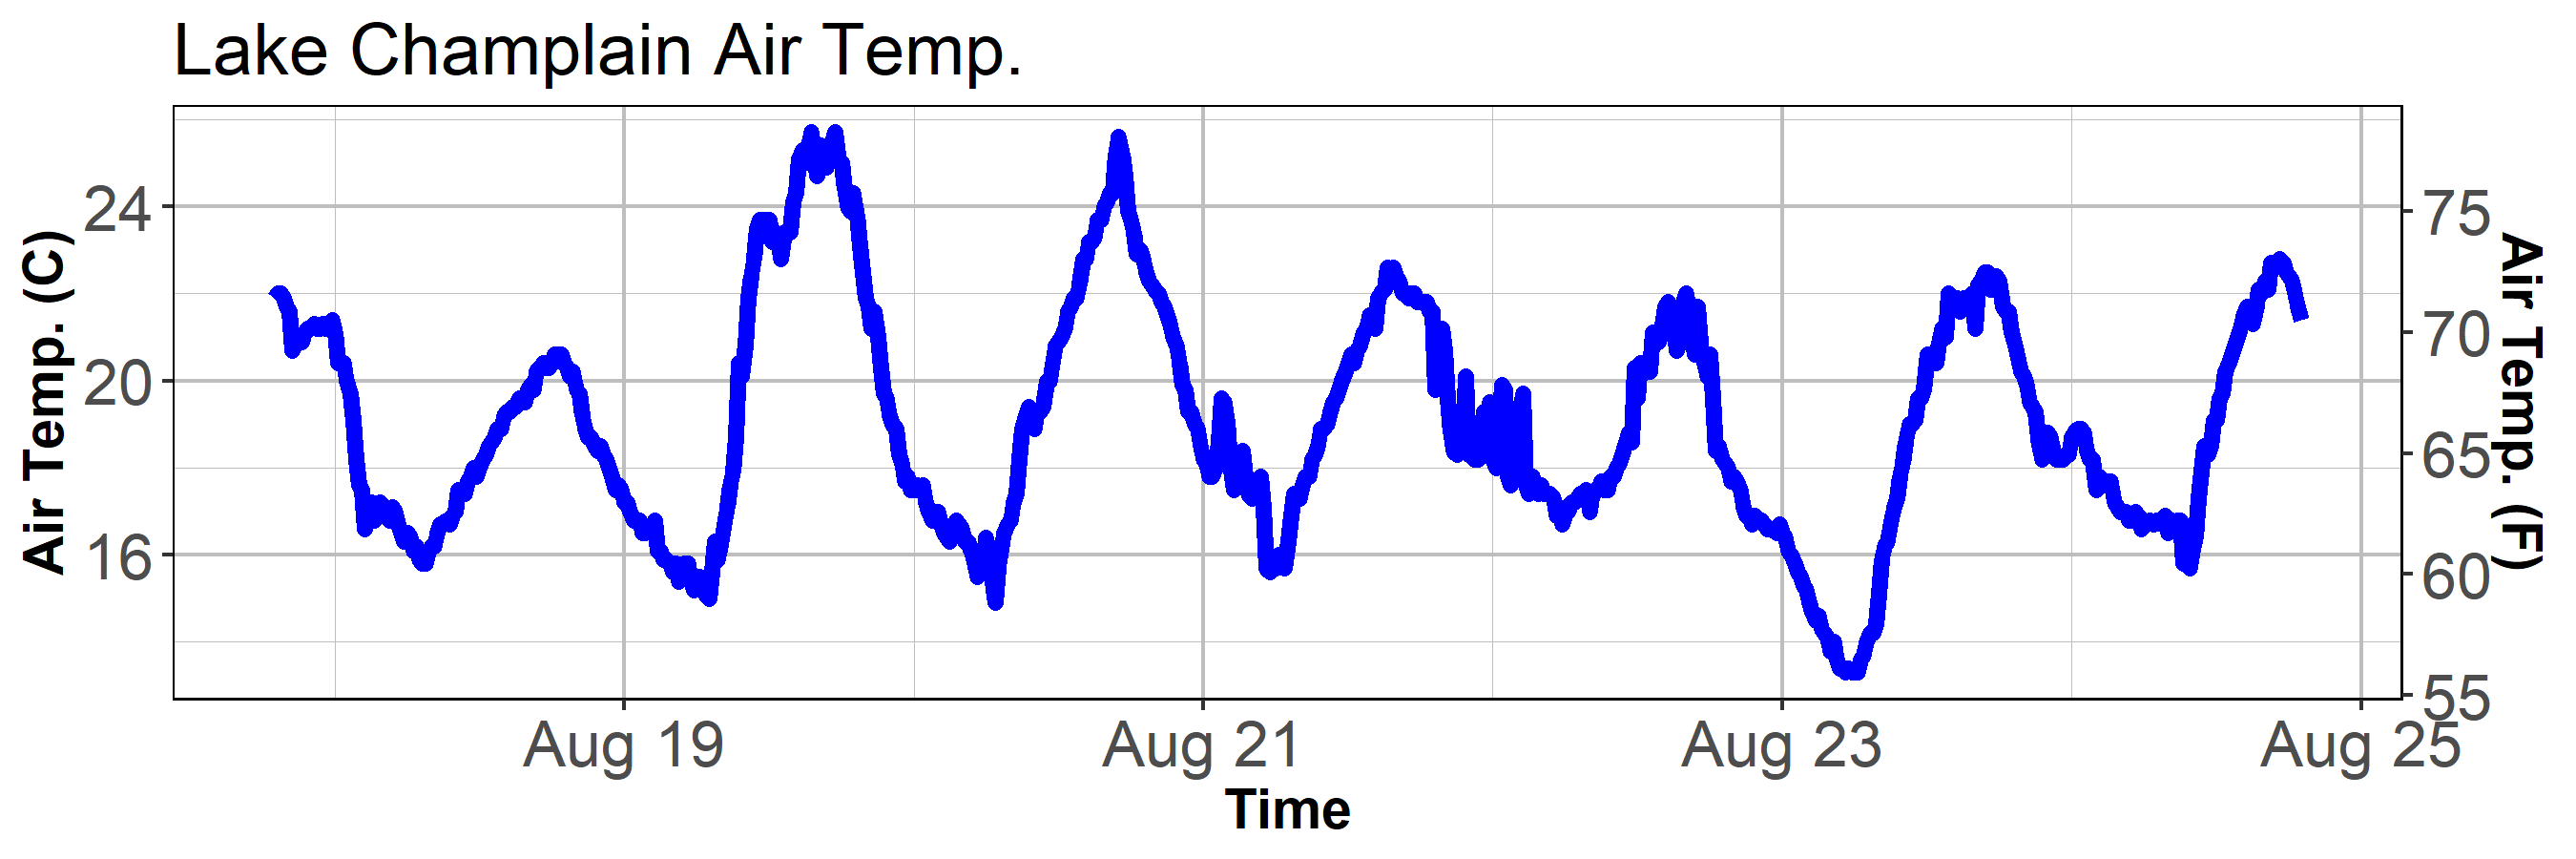 Lake Champlain Air Temp.
Air Temp. (C)
24
20
16
75
70
65
60
55
Air Temp. (F)
Aug 19 Aug 21 Aug 23 Aug 25
Time